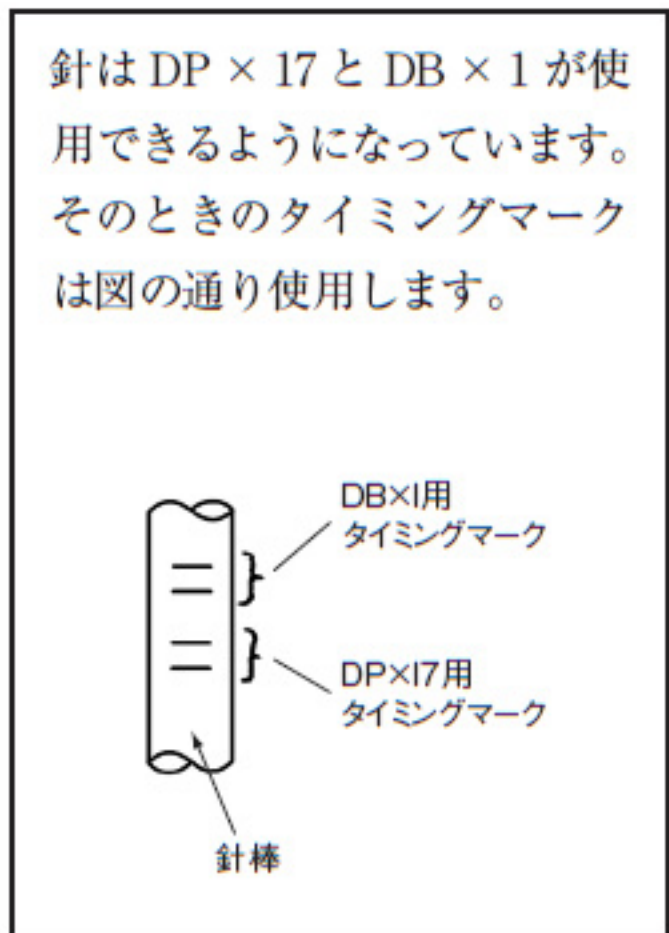 針は DP × 17 と DB × 1 が使
用できるようになっています。
そのときのタイミングマーク
は図の通り使用します。
DB×1用
タイミングマーク
DP×17用
タイミングマーク
針棒